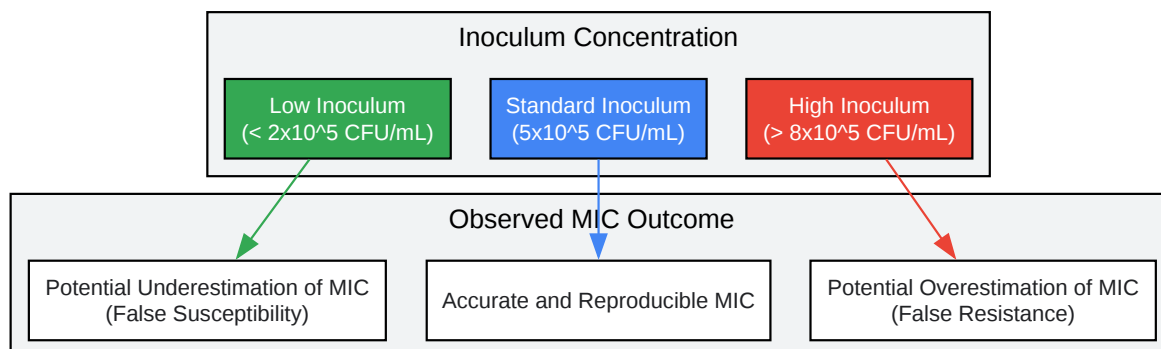 Inoculum Concentration
Low Inoculum
(< 2x10^5 CFU/mL)
Standard Inoculum
(5x10^5 CFU/mL)
High Inoculum
(> 8x10^5 CFU/mL)
Observed MIC Outcome
Potential Underestimation of MIC
(False Susceptibility)
Accurate and Reproducible MIC
Potential Overestimation of MIC
(False Resistance)